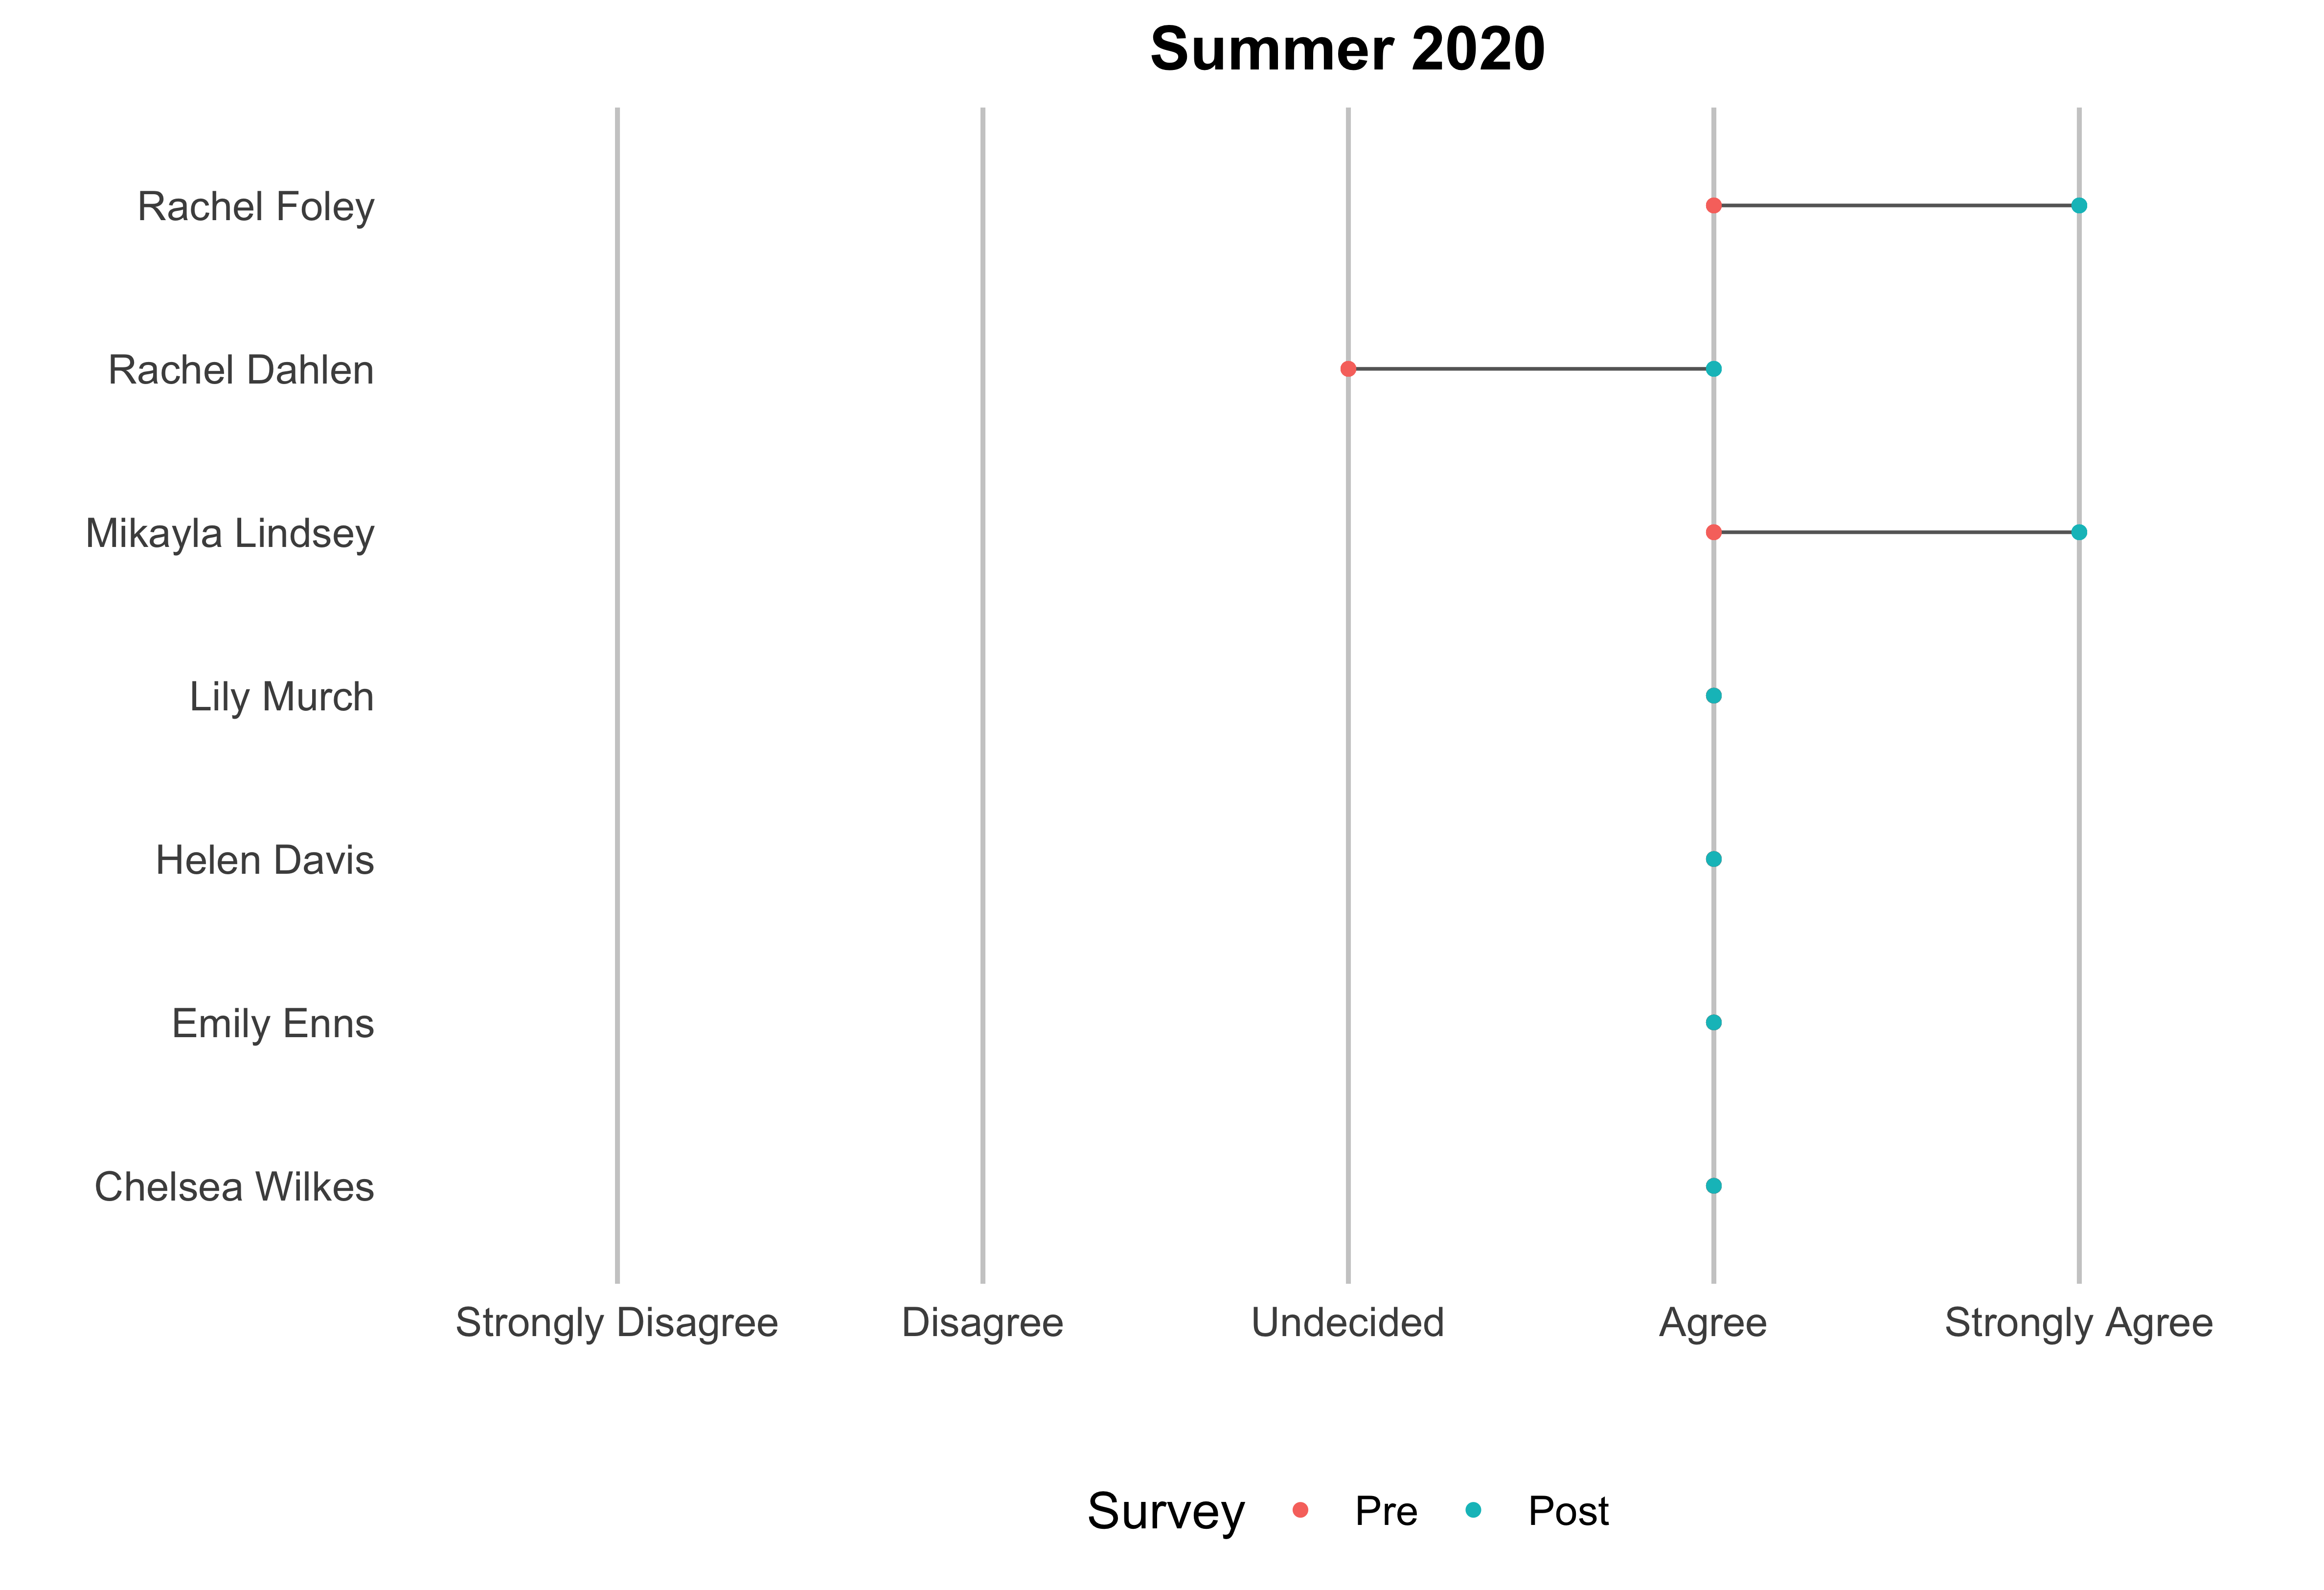 Summer 2020
Rachel Foley
Rachel Dahlen
Mikayla Lindsey
Lily Murch
Helen Davis
Emily Enns
Chelsea Wilkes
Strongly Disagree Disagree Undecided Agree Strongly Agree
Survey Pre Post